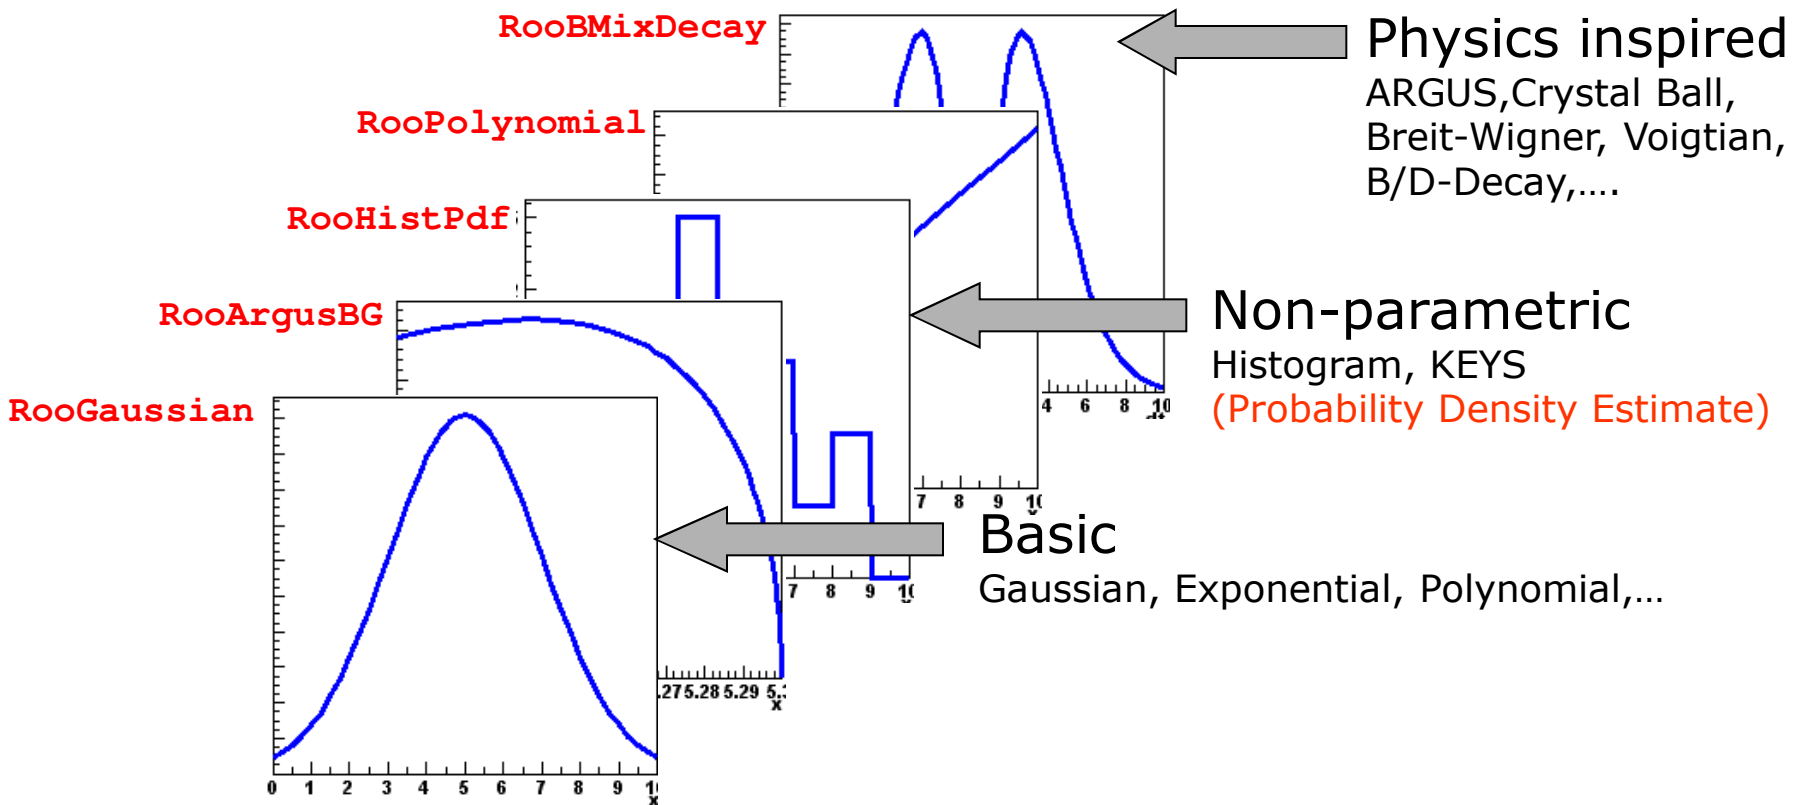 RooBMixDecay
Physics inspired
ARGUS,Crystal Ball,
Breit-Wigner, Voigtian,
B/D-Decay,....
RooPolynomial
RooHistPdf
RooArgusBG
Non-parametric
Histogram, KEYS
(Probability Density Estimate)
4 6 8 10
RooGaussian
7 8 9
Basic
Gaussian, Exponential, Polynomial,...
7 8 9
.27 5.28 5.29
x
0 1 2 3 4 5 6 7 8 9